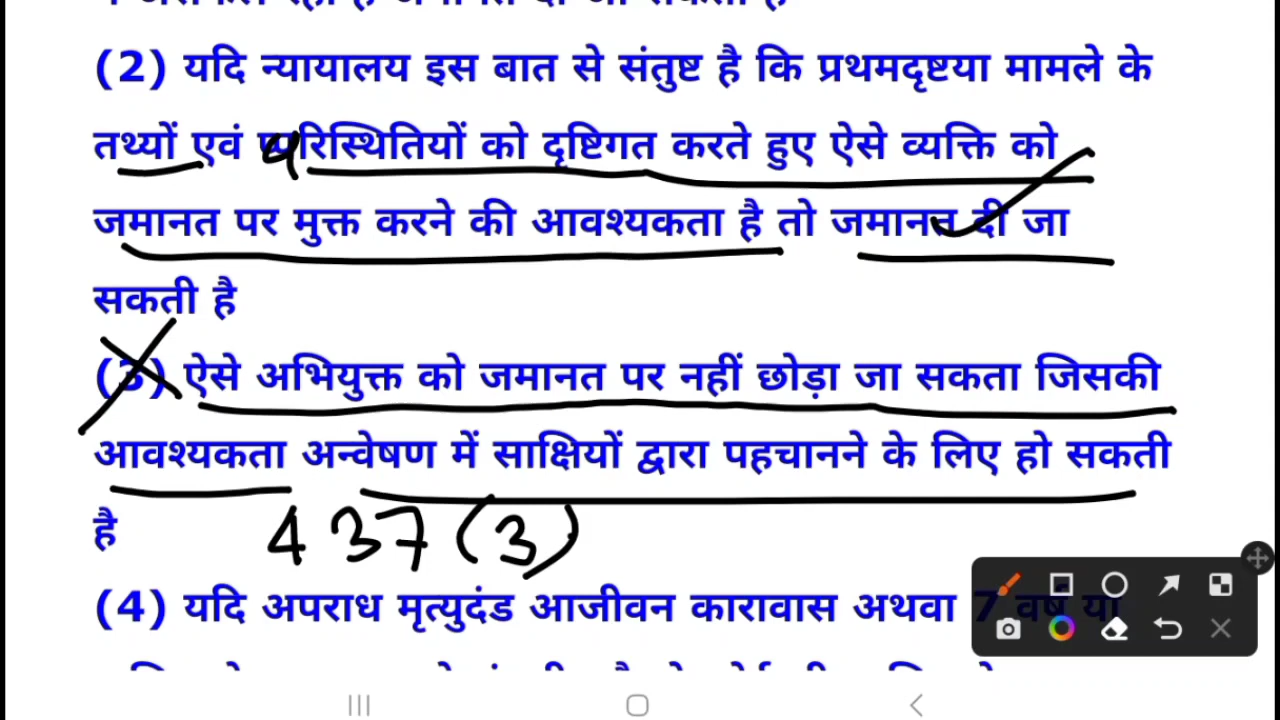 (2) यदि न्यायालय इस बात से संतुष्ट है कि प्रथमदृष्टया मामले के
तथ्यों एवं परिस्थितियों को दृष्टिगत करते हुए ऐसे व्यक्ति को
जमानत पर मुक्त करने की आवश्यकता है तो जमानत दी जा
सकती है
(3) ऐसे अभियुक्त को जमानत पर नहीं छोड़ा जा सकता जिसकी
आवश्यकता अन्वेषण में साक्षियों द्वारा पहचानने के लिए हो सकती
है
437 (3)
(4) यदि अपराध मृत्युदंड आजीवन कारावास अथवा 7 वर्ष या